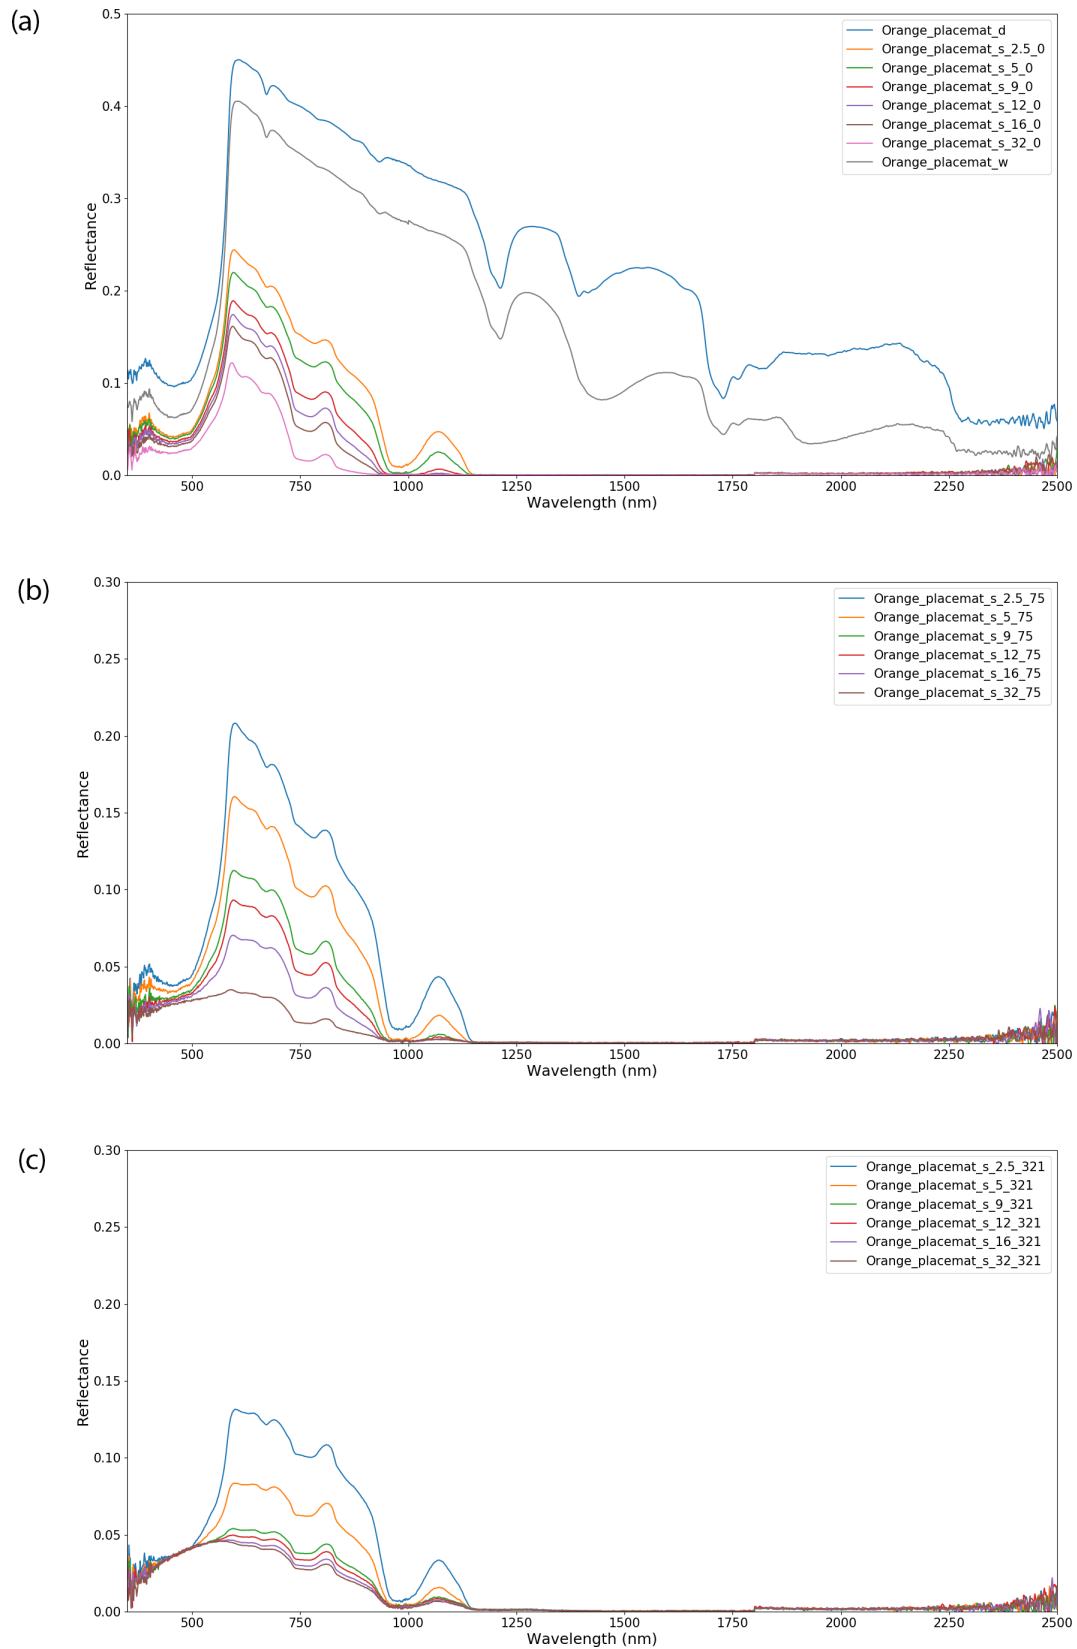 (a)
0.5
0.4
0.3
0.2
0.1
0.0
Reflectance
500 750 1000 1250 1500 1750 2000 2250 2500
Wavelength (nm)
Orange_placemat_d
Orange_placemat_s_2.5_0
Orange_placemat_s_5_0
Orange_placemat_s_9_0
Orange_placemat_s_12_0
Orange_placemat_s_16_0
Orange_placemat_s_32_0
Orange_placemat_w
(b)
0.30
0.25
0.20
0.15
0.10
0.05
0.00
Reflectance
500 750 1000 1250 1500 1750 2000 2250 2500
Wavelength (nm)
Orange_placemat_s_2.5_75
Orange_placemat_s_5_75
Orange_placemat_s_9_75
Orange_placemat_s_12_75
Orange_placemat_s_16_75
Orange_placemat_s_32_75
(c)
0.30
0.25
0.20
0.15
0.10
0.05
0.00
Reflectance
500 750 1000 1250 1500 1750 2000 2250 2500
Wavelength (nm)
Orange_placemat_s_2.5_321
Orange_placemat_s_5_321
Orange_placemat_s_9_321
Orange_placemat_s_12_321
Orange_placemat_s_16_321
Orange_placemat_s_32_321